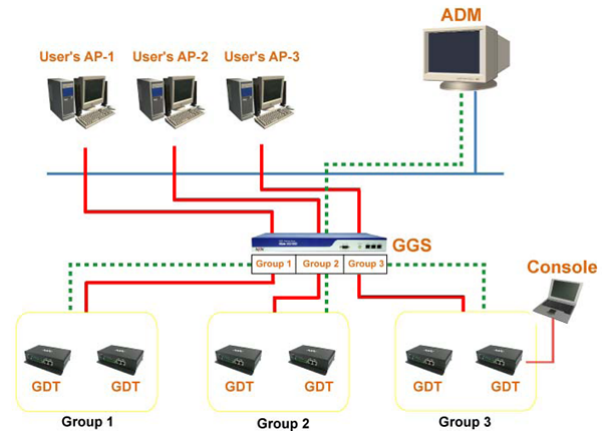 ADM
User's AP-1 User's AP-2 User's AP-3
GGS
Group 1 Group 2 Group 3
Console
GDT GDT GDT GDT GDT GDT
Group 1 Group 2 Group 3